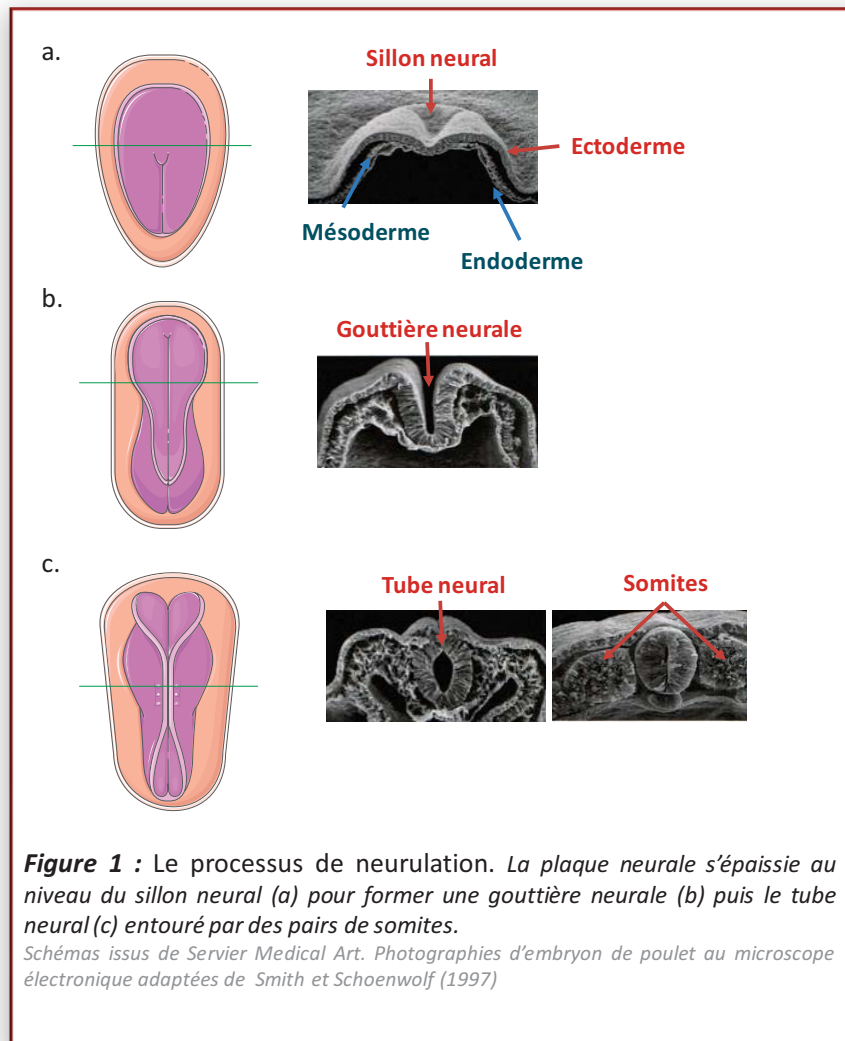 a.
Sillon neural
Ectoderme
Mésoderme
Endoderme
b.
Gouttière neurale
c.
Tube neural
Somites
Figure 1 : Le processus de neurulation. La plaque neurale s’épaissie au
niveau du sillon neural (a) pour former une gouttière neurale (b) puis le tube
neural (c) entouré par des pairs de somites.
Schémas issus de Servier Medical Art. Photographies d’embryon de poulet au microscope
électronique adaptées de Smith et Schoenwolf (1997)